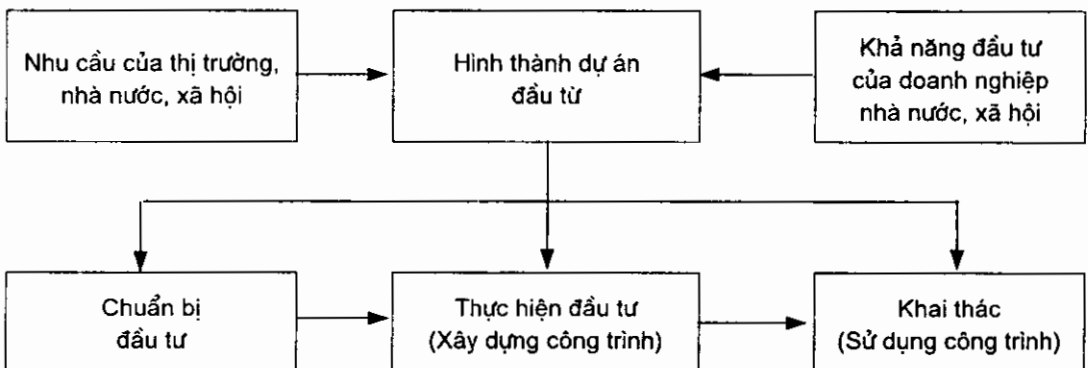 Nhu cầu của thị trường,
nhà nước, xã hội
Hình thành dự án
đầu từ
Khả năng đầu tư
của doanh nghiệp
nhà nước, xã hội
Chuẩn bị
đầu tư
Thực hiện đầu tư
(Xây dựng công trình)
Khai thác
(Sử dụng công trình)